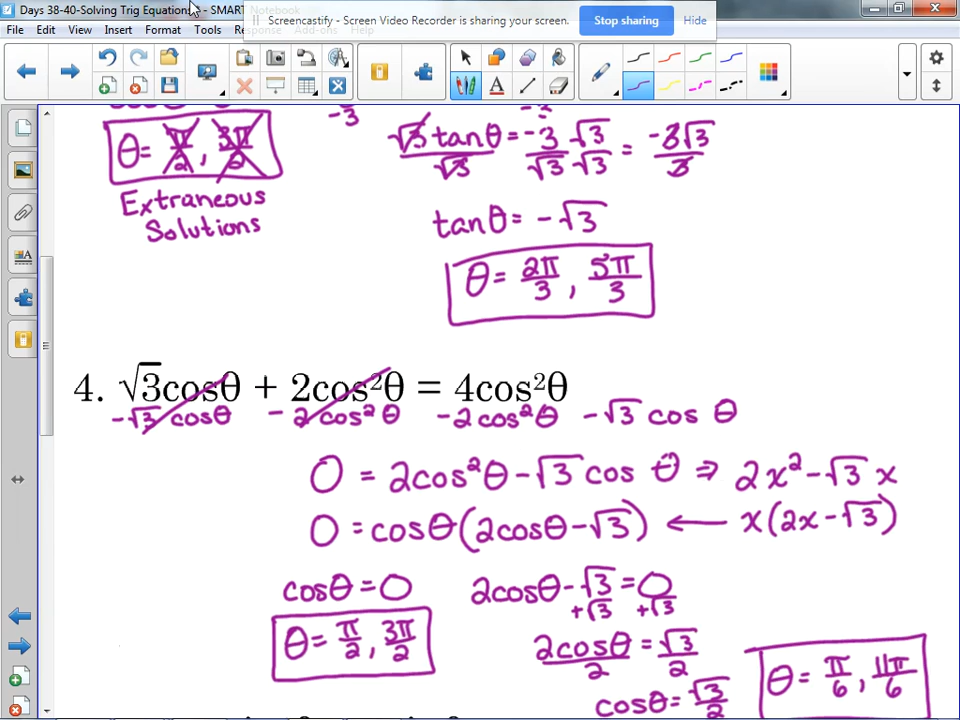 Days 38-40-Solving Trig Equations - SMART Notebook
Screencastify - Screen Video Recorder is sharing your screen.
Stop sharing
Hide
File Edit View Insert Format Tools Response Add-ons Help
-3
θ = π/2, 3π/2
Extraneous
Solutions
√3 tanθ/√3 = -3/√3 √3/√3 = -3√3/3
tanθ = -√3
θ = 2π/3, 5π/3
4. √3cosθ + 2cos²θ = 4cos²θ
-√3 cosθ - 2 cos² θ -2cos²θ -√3 cos θ
0 = 2cos²θ - √3 cos θ ⇒ 2x² - √3 x
0 = cosθ(2cosθ - √3) ← x(2x - √3)
cosθ = 0
θ = π/2, 3π/2
2cosθ - √3 = 0
+√3 +√3
2cosθ/2 = √3/2
cosθ = √3/2
θ = π/6, 11π/6